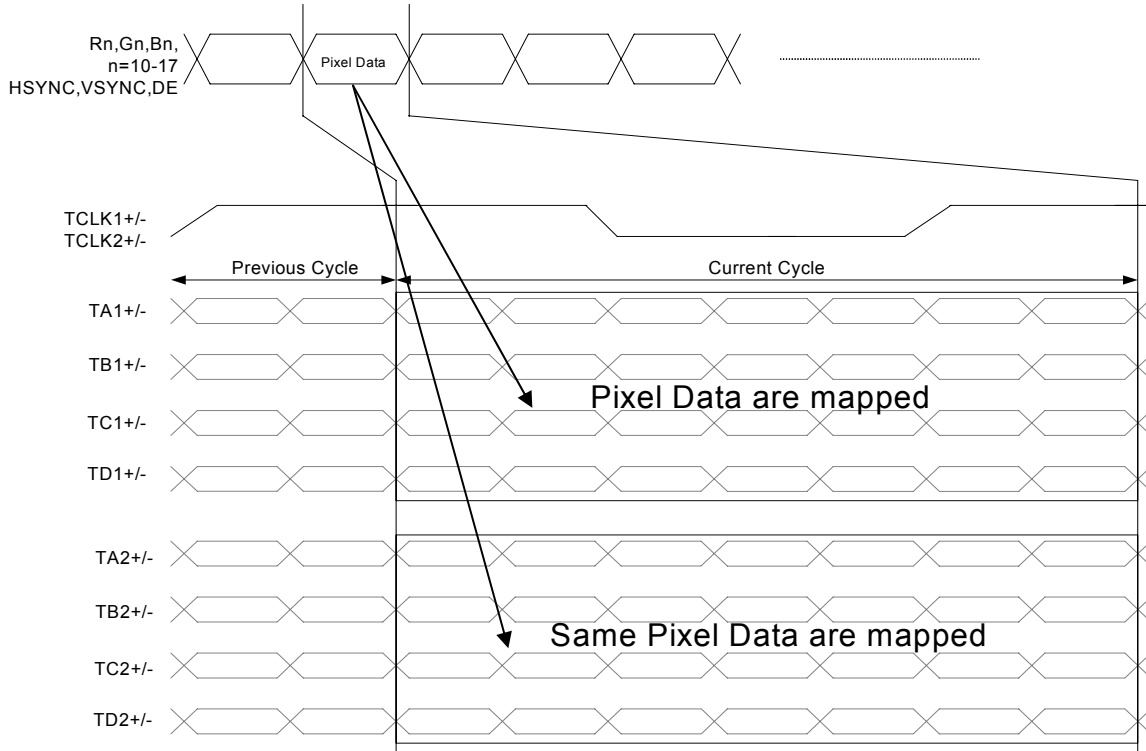 Rn,Gn,Bn,
n=10-17
HSYNC,VSYNC,DE
Pixel Data
TCLK1+/-
TCLK2+/-
Previous Cycle
Current Cycle
TA1+/-
TB1+/-
Pixel Data are mapped
TC1+/-
TD1+/-
TA2+/-
TB2+/-
Same Pixel Data are mapped
TC2+/-
TD2+/-